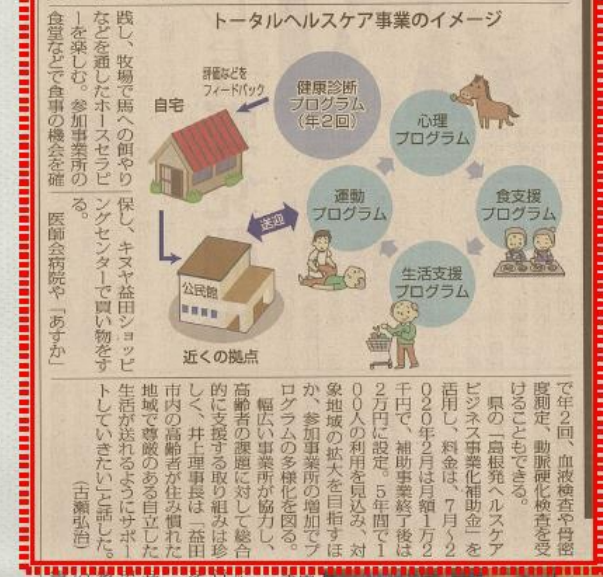 トータルヘルスケア事業のイメージ
健康診断
プログラム
(年2回)
評価などを
フィードバック
自宅
心理
プログラム
食支援
プログラム
生活支援
プログラム
運動
プログラム
送迎
公民館
近くの拠点
践し、牧場で馬への餌やり
などを通したホースセラピ
ーを楽しむ。参加事業所の
食堂などで食事の機会を確
保し、キヌヤ益田ショッピ
ングセンターで買い物をす
る。
医師会病院や「あすか」
で年2回、血液検査や骨密
度測定、動脈硬化検査を受
けることもできる。
県の「島根発ヘルスケア
ビジネス事業化補助金」を
活用し、料金は、7月~2
020年2月は月額1万2
千円で、補助事業終了後は
2万円に設定。5年間で1
00人の利用を見込み、対
象地域の拡大を目指すほ
か、参加事業所の増加でプ
ログラムの多様化を図る。
幅広い事業所が協力し、
高齢者の課題に対して総合
的に支援する取り組みは珍
しく、井上理事長は「益田
市内の高齢者が住み慣れた
地域で尊厳のある自立した
生活が送れるようにサポー
トしていきたい」と話した。
(古瀬弘治)